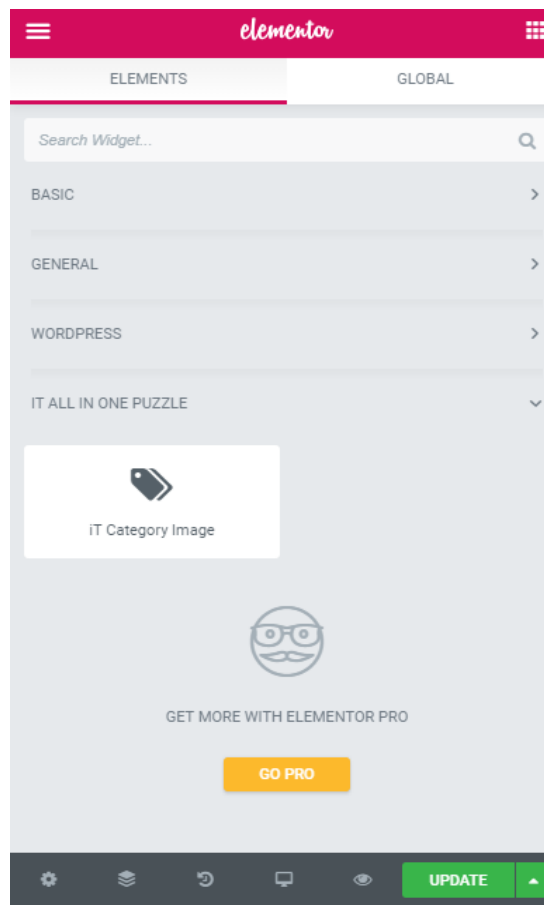 elementor
ELEMENTS GLOBAL
Search Widget...
BASIC
GENERAL
WORDPRESS
IT ALL IN ONE PUZZLE
iT Category Image
GET MORE WITH ELEMENTOR PRO
GO PRO
UPDATE